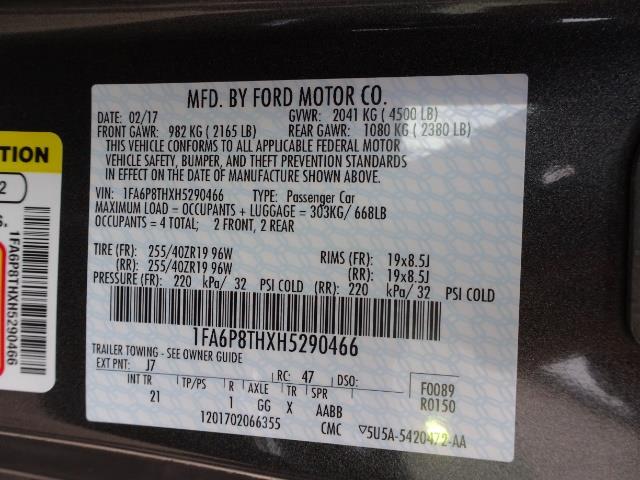 MFD. BY FORD MOTOR CO.
DATE: 02/17 GVWR: 2041 KG ( 4500 LB)
FRONT GAWR: 982 KG ( 2165 LB) REAR GAWR: 1080 KG ( 2380 LB)
THIS VEHICLE CONFORMS TO ALL APPLICABLE FEDERAL MOTOR
VEHICLE SAFETY, BUMPER, AND THEFT PREVENTION STANDARDS
IN EFFECT ON THE DATE OF MANUFACTURE SHOWN ABOVE.
VIN: 1FA6P8THXH5290466 TYPE: Passenger Car
MAXIMUM LOAD = OCCUPANTS + LUGGAGE = 303KG/ 668LB
OCCUPANTS = 4 TOTAL; 2 FRONT, 2 REAR
TIRE (FR): 255/40ZR19 96W RIMS (FR): 19x8.5J
(RR): 255/40ZR19 96W (RR): 19x8.5J
PRESSURE (FR): 220 kPa/ 32 PSI COLD (RR): 220 kPa/ 32 PSI COLD
1FA6P8THXH5290466
TRAILER TOWING - SEE OWNER GUIDE
EXT PNT: J7 RC: 47 DSO: F0089
INT TR TP/PS R AXLE TR SPR R0150
21 1 GG X AABB
1201702066355 CMC 5U5A-5420472-AA
TION
2
S.
1FA6P8THXH5290466